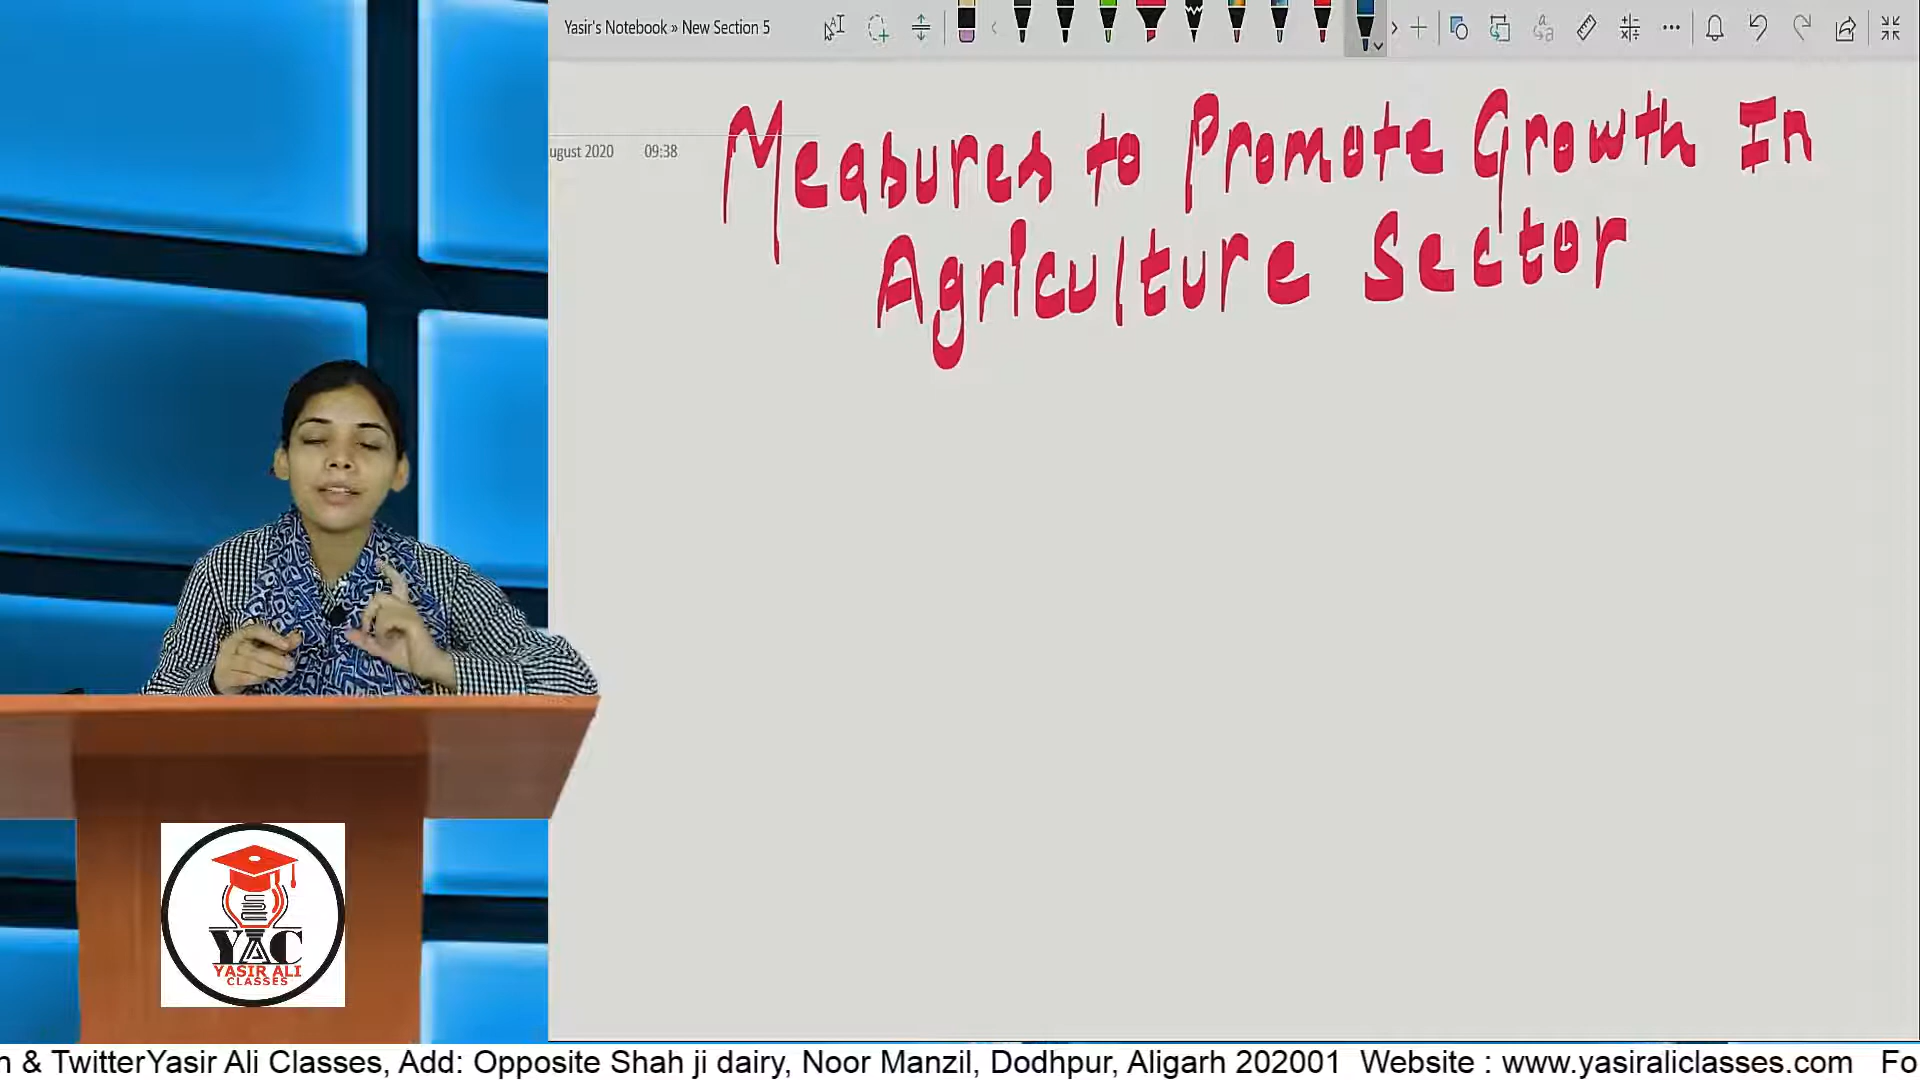 Yasir's Notebook » New Section 5
ugust 2020 09:38
Measures to Promote Growth In
Agriculture Sector
YAC
YASIR ALI
CLASSES
n & TwitterYasir Ali Classes, Add: Opposite Shah ji dairy, Noor Manzil, Dodhpur, Aligarh 202001 Website : www.yasiraliclasses.com Fo